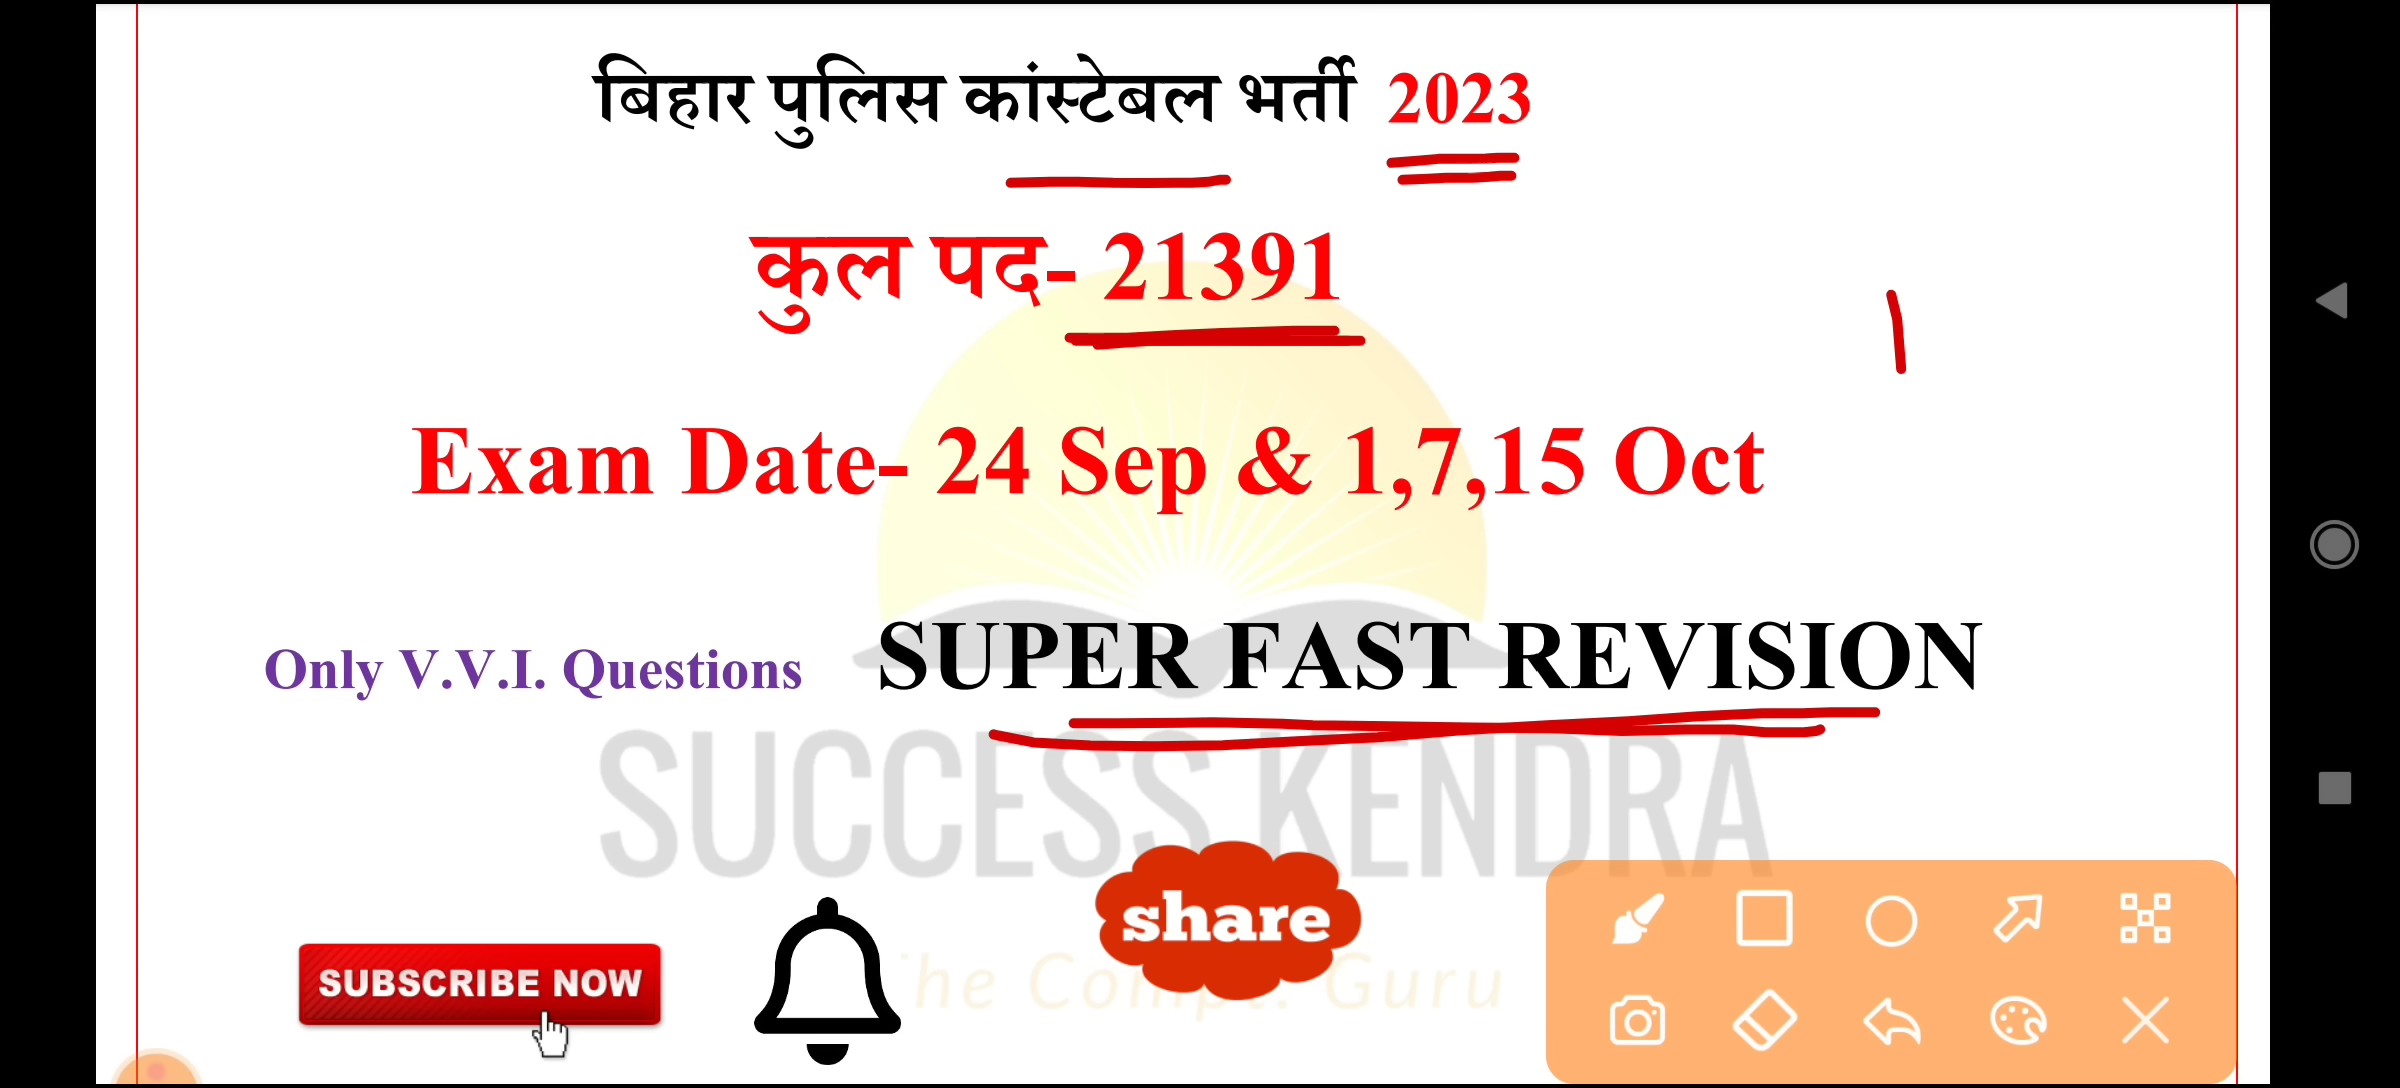 बिहार पुलिस कांस्टेबल भर्ती 2023
कुल पद- 21391
Exam Date- 24 Sep & 1,7,15 Oct
Only V.V.I. Questions SUPER FAST REVISION
SUCCESS KENDRA
share
SUBSCRIBE NOW
Guru